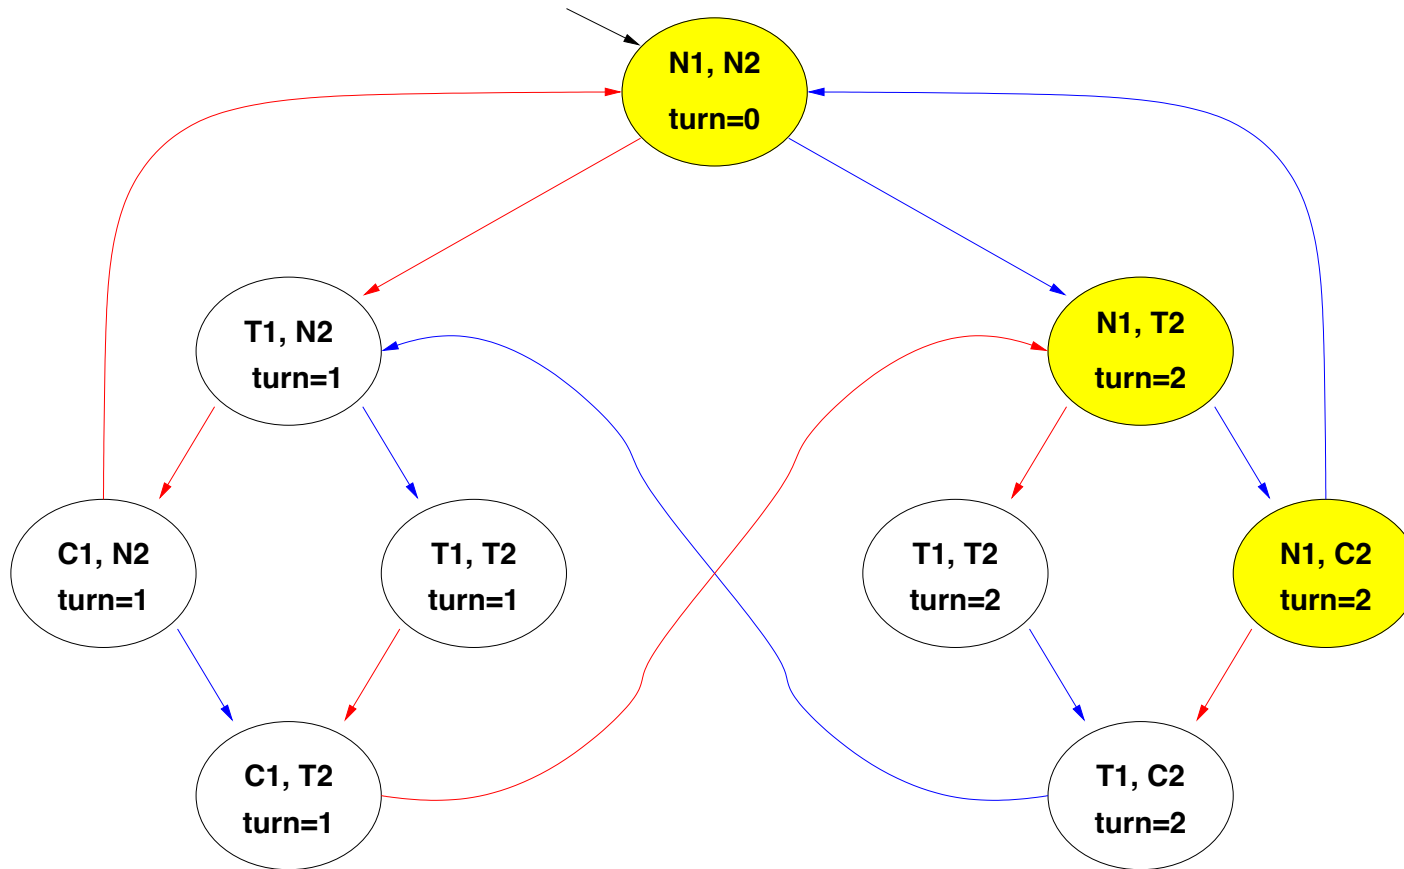 N1, N2
turn=0
T1, N2
turn=1
N1, T2
turn=2
C1, N2
turn=1
T1, T2
turn=1
T1, T2
turn=2
N1, C2
turn=2
C1, T2
turn=1
T1, C2
turn=2